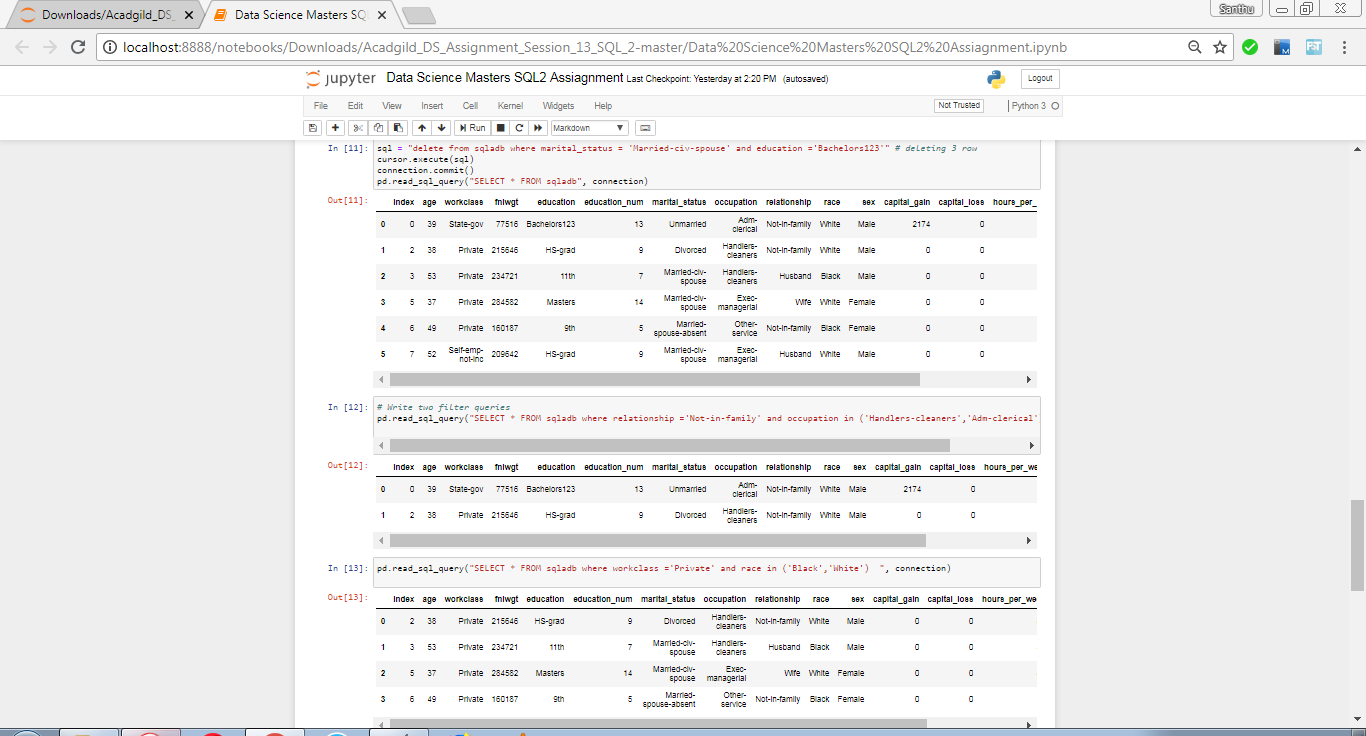 Downloads/Acadgild_DS_
Data Science Masters SQL
Santhu
localhost:8888/notebooks/Downloads/Acadgild_DS_Assignment_Session_13_SQL_2-master/Data%20Science%20Masters%20SQL2%20Assiagnment.ipynb
jupyter Data Science Masters SQL2 Assiagnment Last Checkpoint: Yesterday at 2:20 PM (autosaved)
Logout
File Edit View Insert Cell Kernel Widgets Help
Not Trusted
Python 3
Run
Markdown
In [11]: sql = "delete from sqladb where marital_status = 'Married-civ-spouse' and education ='Bachelors123'" # deleting 3 row
cursor.execute(sql)
connection.commit()
pd.read_sql_query("SELECT * FROM sqladb", connection)
Out[11]: index age workclass fnlwgt education education_num marital_status occupation relationship race sex capital_gain capital_loss hours_per_
0 0 39 State-gov 77516 Bachelors123 13 Unmarried Adm-clerical Not-in-family White Male 2174 0
1 2 38 Private 215646 HS-grad 9 Divorced Handlers-cleaners Not-in-family White Male 0 0
2 3 53 Private 234721 11th 7 Married-civ-spouse Handlers-cleaners Husband Black Male 0 0
3 5 37 Private 284582 Masters 14 Married-civ-spouse Exec-managerial Wife White Female 0 0
4 6 49 Private 160187 9th 5 Married-spouse-absent Other-service Not-in-family Black Female 0 0
5 7 52 Self-emp-not-inc 209642 HS-grad 9 Married-civ-spouse Exec-managerial Husband White Male 0 0
In [12]: # Write two filter queries
pd.read_sql_query("SELECT * FROM sqladb where relationship ='Not-in-family' and occupation in ('Handlers-cleaners','Adm-clerical'
Out[12]: index age workclass fnlwgt education education_num marital_status occupation relationship race sex capital_gain capital_loss hours_per_we
0 0 39 State-gov 77516 Bachelors123 13 Unmarried Adm-clerical Not-in-family White Male 2174 0
1 2 38 Private 215646 HS-grad 9 Divorced Handlers-cleaners Not-in-family White Male 0 0
In [13]: pd.read_sql_query("SELECT * FROM sqladb where workclass ='Private' and race in ('Black','White')  ", connection)
Out[13]: index age workclass fnlwgt education education_num marital_status occupation relationship race sex capital_gain capital_loss hours_per_we
0 2 38 Private 215646 HS-grad 9 Divorced Handlers-cleaners Not-in-family White Male 0 0
1 3 53 Private 234721 11th 7 Married-civ-spouse Handlers-cleaners Husband Black Male 0 0
2 5 37 Private 284582 Masters 14 Married-civ-spouse Exec-managerial Wife White Female 0 0
3 6 49 Private 160187 9th 5 Married-spouse-absent Other-service Not-in-family Black Female 0 0